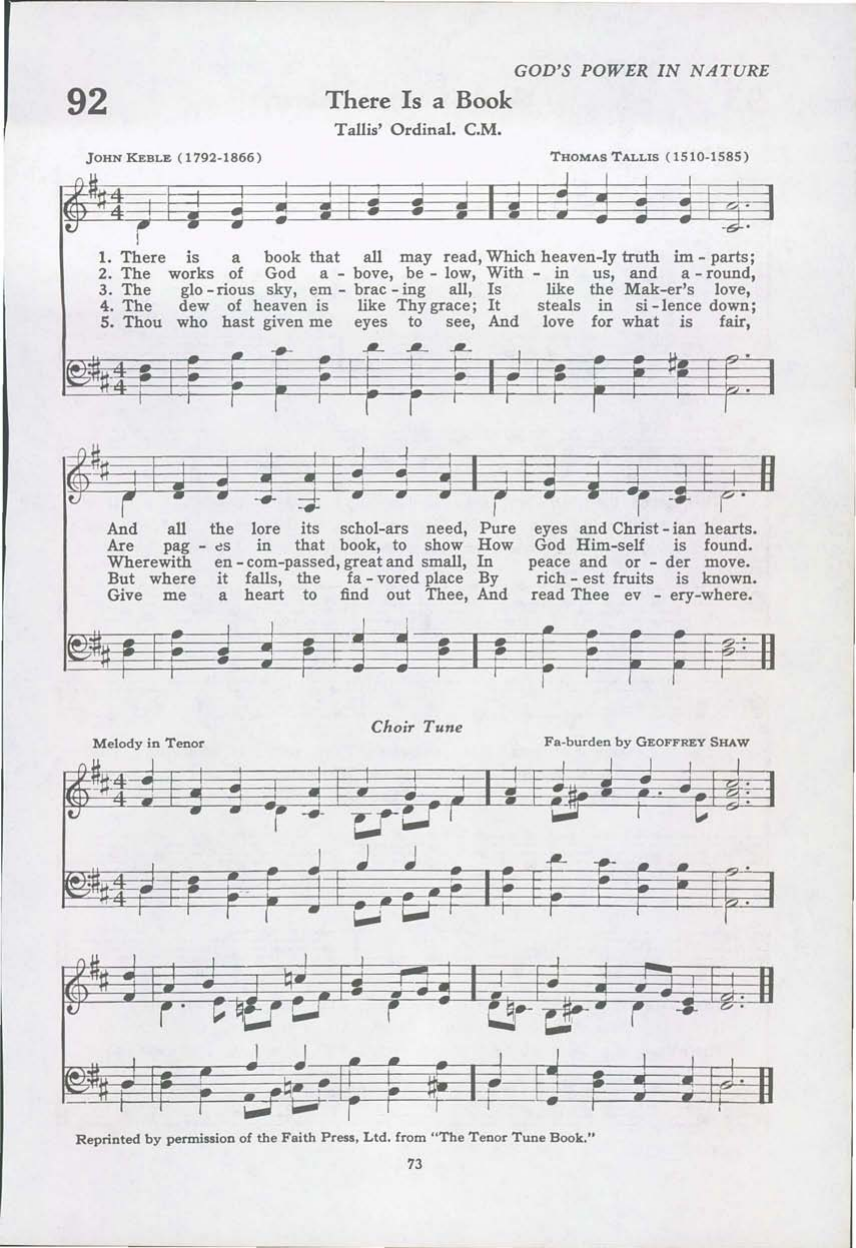 GOD'S POWER IN NATURE
92
There Is a Book
Tallis' Ordinal. C.M.
JOHN KEBLE (1792-1866)
THOMAS TALLIS (1510-1585)
1. There is a book that all may read, Which heaven-ly truth im - parts;
2. The works of God a - bove, be - low, With - in us, and a - round,
3. The glo - rious sky, em - brac - ing all, Is like the Mak-er's love,
4. The dew of heaven is like Thy grace; It steals in si - lence down;
5. Thou who hast given me eyes to see, And love for what is fair,
And all the lore its schol-ars need, Pure eyes and Christ - ian hearts.
Are pag - es in that book, to show How God Him-self is found.
Wherewith en - com-passed, great and small, In peace and or - der move.
But where it falls, the fa - vored place By rich - est fruits is known.
Give me a heart to find out Thee, And read Thee ev - ery-where.
Choir Tune
Melody in Tenor
Fa-burden by GEOFFREY SHAW
Reprinted by permission of the Faith Press, Ltd. from "The Tenor Tune Book."
73